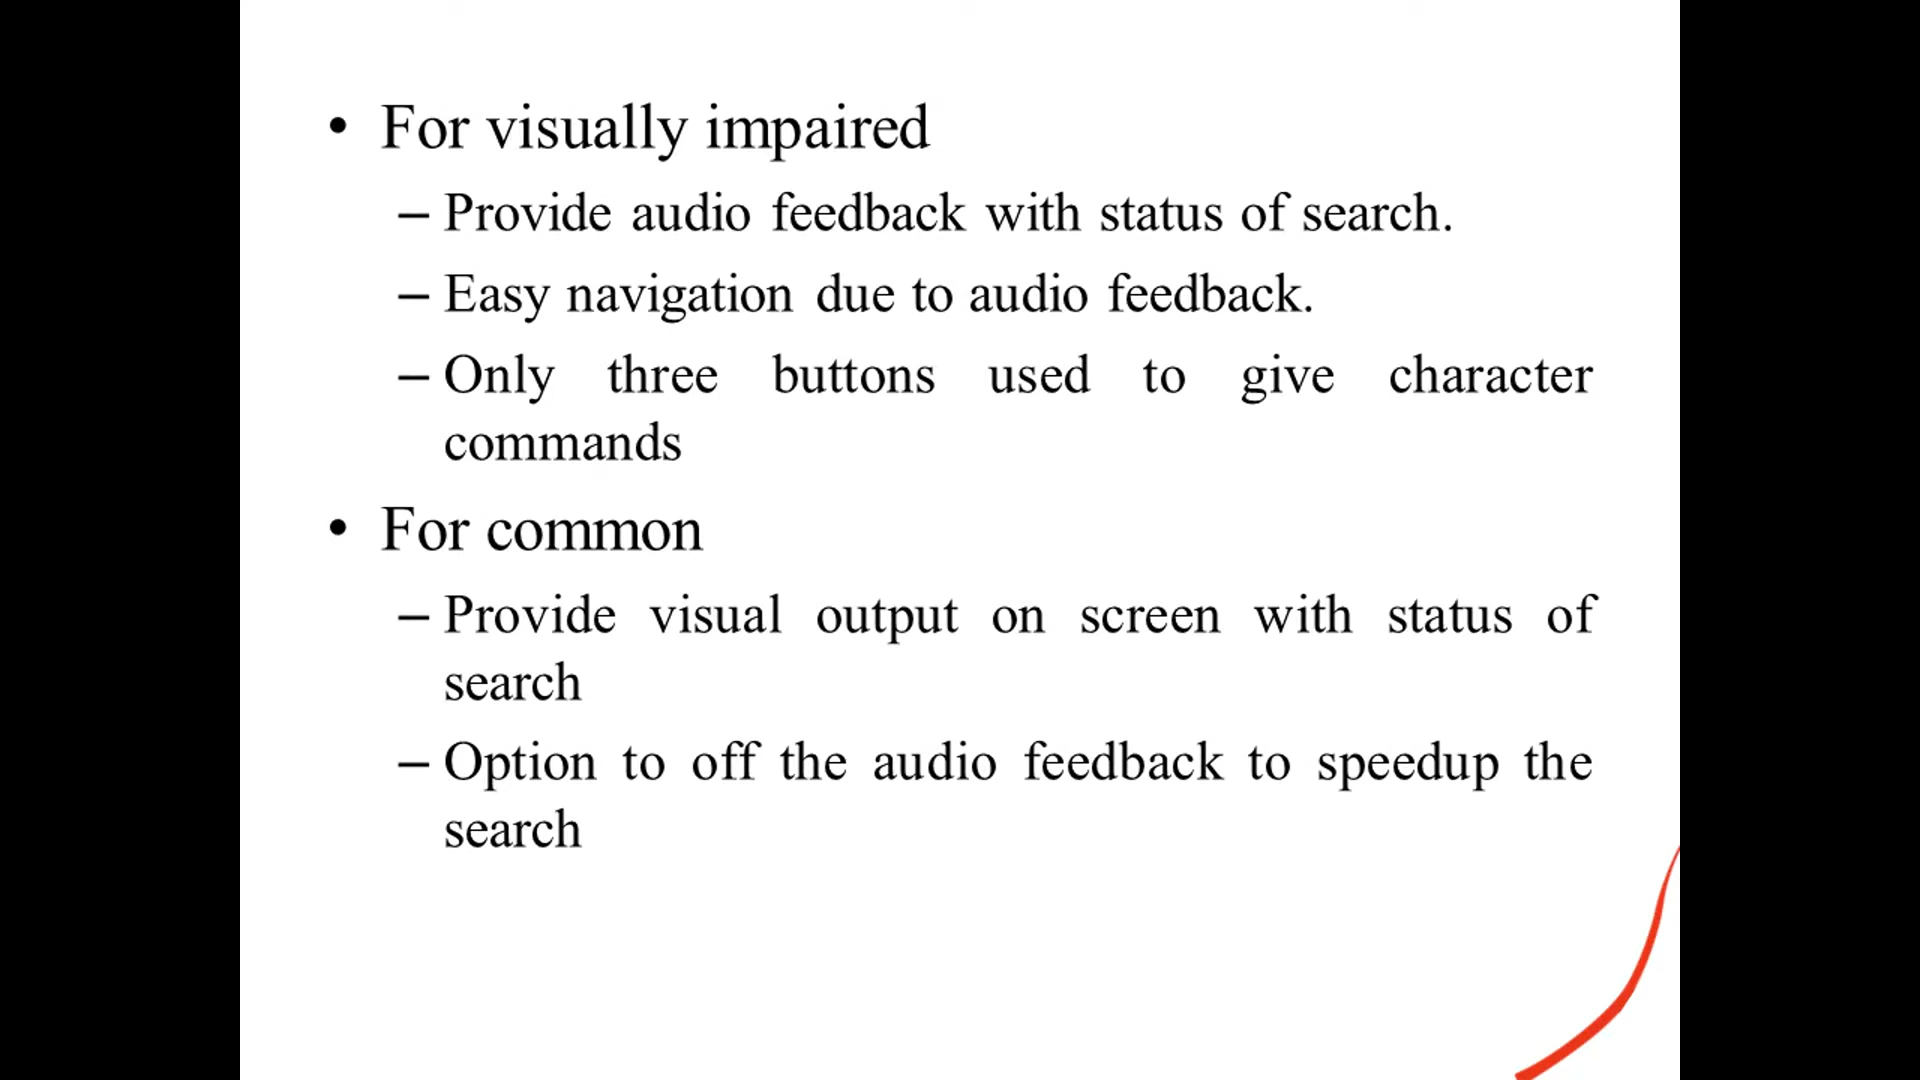 • For visually impaired
– Provide audio feedback with status of search.
– Easy navigation due to audio feedback.
– Only three buttons used to give character
commands
• For common
– Provide visual output on screen with status of
search
– Option to off the audio feedback to speedup the
search